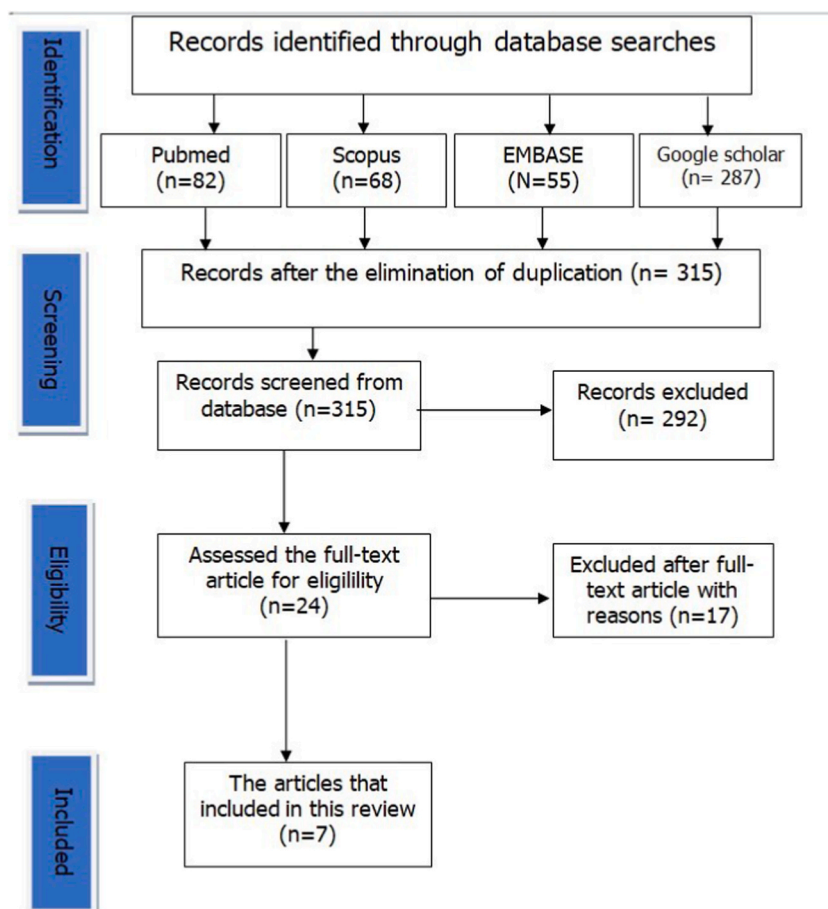 Identification
Records identified through database searches
Pubmed
(n=82)
Scopus
(n=68)
EMBASE
(N=55)
Google scholar
(n= 287)
Screening
Records after the elimination of duplication (n= 315)
Records screened from
database (n=315)
Records excluded
(n= 292)
Eligibility
Assessed the full-text
article for eligilility
(n=24)
Excluded after full-
text article with
reasons (n=17)
Included
The articles that
included in this review
(n=7)